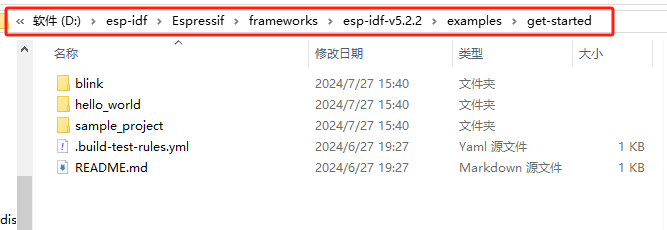 « 软件 (D:) > esp-idf > Espressif > frameworks > esp-idf-v5.2.2 > examples > get-started
名称 修改日期 类型 大小
blink 2024/7/27 15:40 文件夹
hello_world 2024/7/27 15:40 文件夹
sample_project 2024/7/27 15:40 文件夹
.build-test-rules.yml 2024/6/27 19:27 Yaml 源文件 1 KB
README.md 2024/6/27 19:27 Markdown 源文件 1 KB
dis